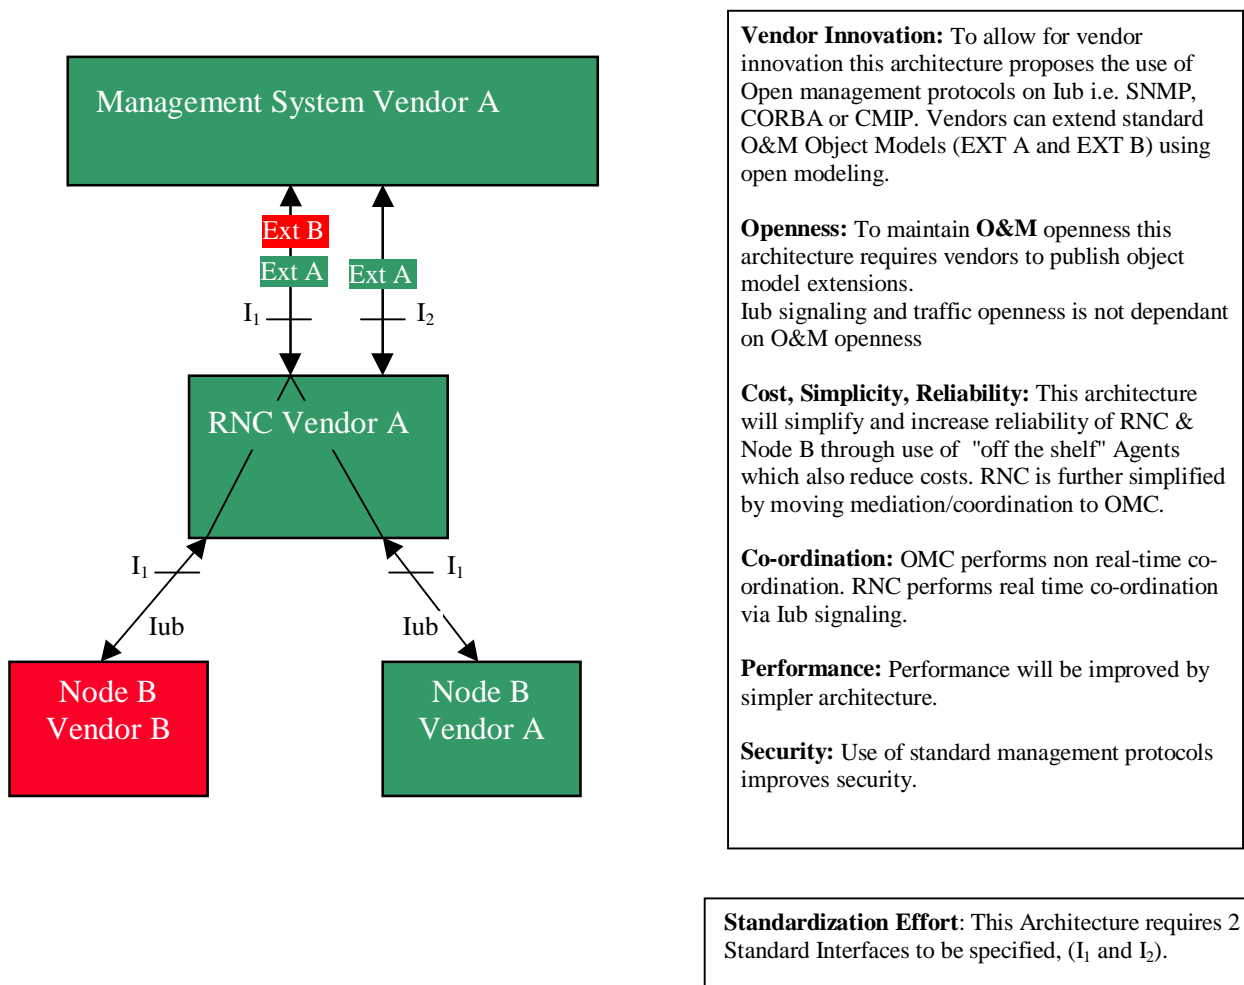 Management System Vendor A
Ext B
Ext A
Ext A
I₁
I₂
RNC Vendor A
I₁
I₁
Iub
Iub
Node B
Vendor B
Node B
Vendor A
Vendor Innovation: To allow for vendor
innovation this architecture proposes the use of
Open management protocols on Iub i.e. SNMP,
CORBA or CMIP. Vendors can extend standard
O&M Object Models (EXT A and EXT B) using
open modeling.
Openness: To maintain O&M openness this
architecture requires vendors to publish object
model extensions.
Iub signaling and traffic openness is not dependant
on O&M openness
Cost, Simplicity, Reliability: This architecture
will simplify and increase reliability of RNC &
Node B through use of "off the shelf" Agents
which also reduce costs. RNC is further simplified
by moving mediation/coordination to OMC.
Co-ordination: OMC performs non real-time co-
ordination. RNC performs real time co-ordination
via Iub signaling.
Performance: Performance will be improved by
simpler architecture.
Security: Use of standard management protocols
improves security.
Standardization Effort: This Architecture requires 2
Standard Interfaces to be specified, (I₁ and I₂).